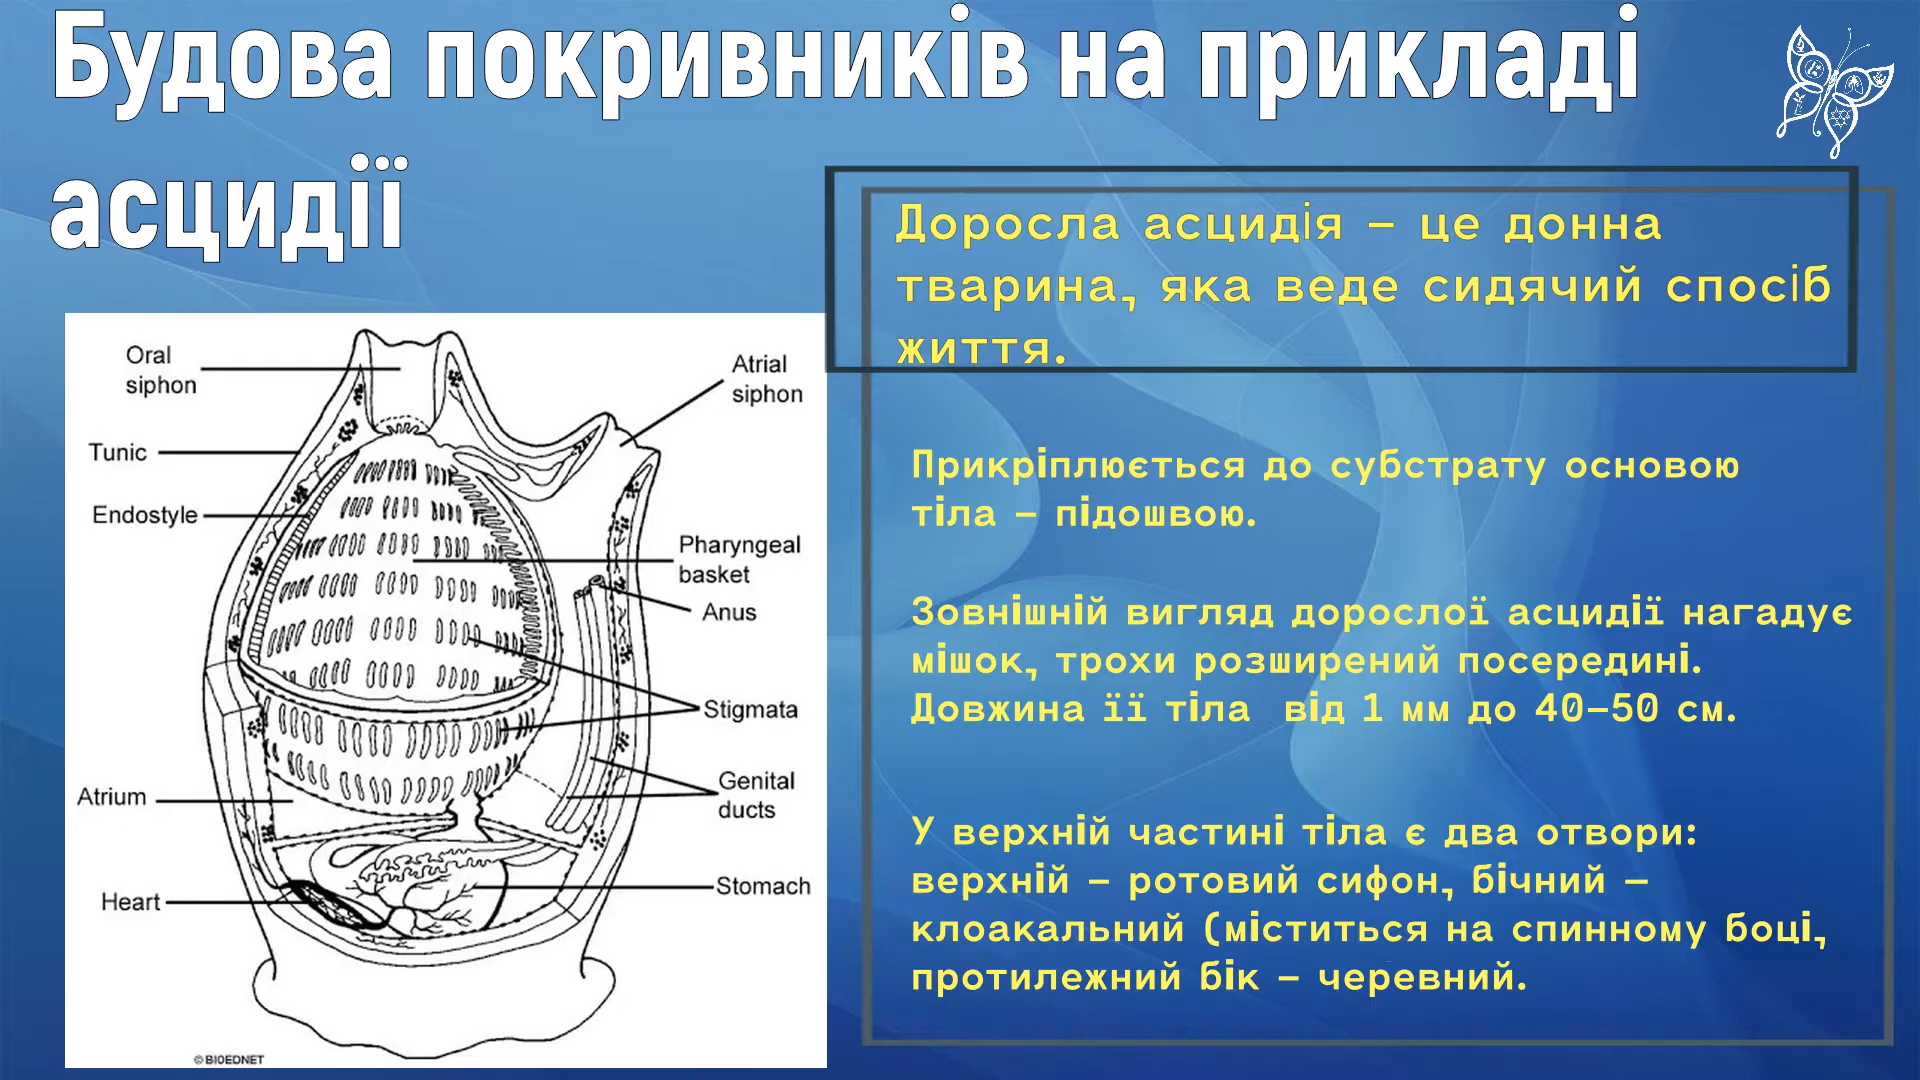 Будова покривників на прикладі
асцидії
Доросла асцидія – це донна
тварина, яка веде сидячий спосіб
життя.
Oral
siphon
Atrial
siphon
Tunic
Endostyle
Pharyngeal
basket
Anus
Stigmata
Genital
ducts
Atrium
Stomach
Heart
© BIOEDNET
Прикріплюється до субстрату основою
тіла – підошвою.
Зовнішній вигляд дорослої асцидії нагадує
мішок, трохи розширений посередині.
Довжина її тіла  від 1 мм до 40–50 см.
У верхній частині тіла є два отвори:
верхній – ротовий сифон, бічний –
клоакальний (міститься на спинному боці,
протилежний бік – черевний.